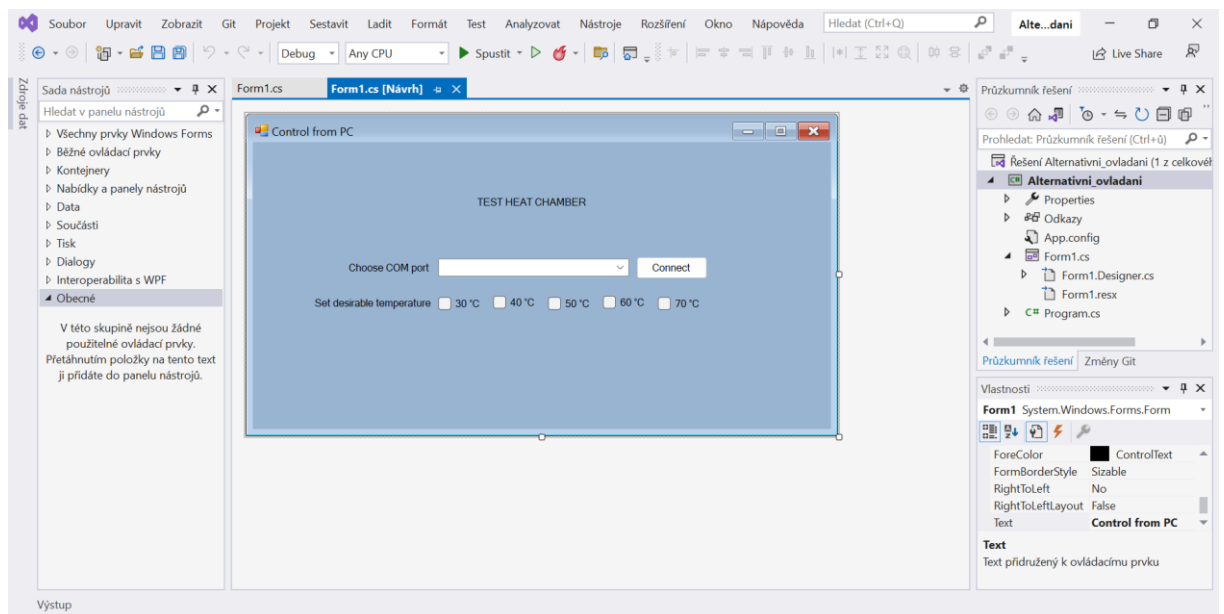 Soubor Upravit Zobrazit Git Projekt Sestavit Ladit Formát Test Analyzovat Nástroje Rozšíření Okno Nápověda Hledat (Ctrl+Q) Alte...dani
Debug Any CPU Spustit Live Share
Zdroje dat
Sada nástrojů
Hledat v panelu nástrojů
Všechny prvky Windows Forms
Běžné ovládací prvky
Kontejnery
Nabídky a panely nástrojů
Data
Součásti
Tisk
Dialogy
Interoperabilita s WPF
Obecné
V této skupině nejsou žádné
použitelné ovládací prvky.
Přetáhnutím položky na tento text
ji přidáte do panelu nástrojů.
Form1.cs Form1.cs [Návrh]
Control from PC
TEST HEAT CHAMBER
Choose COM port Connect
Set desirable temperature 30 °C 40 °C 50 °C 60 °C 70 °C
Průzkumník řešení
Prohledat: Průzkumník řešení (Ctrl+ů)
Řešení Alternativni_ovladani (1 z celkovéh
Alternativni_ovladani
Properties
Odkazy
App.config
Form1.cs
Form1.Designer.cs
Form1.resx
C# Program.cs
Průzkumník řešení Změny Git
Vlastnosti
Form1 System.Windows.Forms.Form
ForeColor ControlText
FormBorderStyle Sizable
RightToLeft No
RightToLeftLayout False
Text Control from PC
Text
Text přidružený k ovládacímu prvku
Výstup